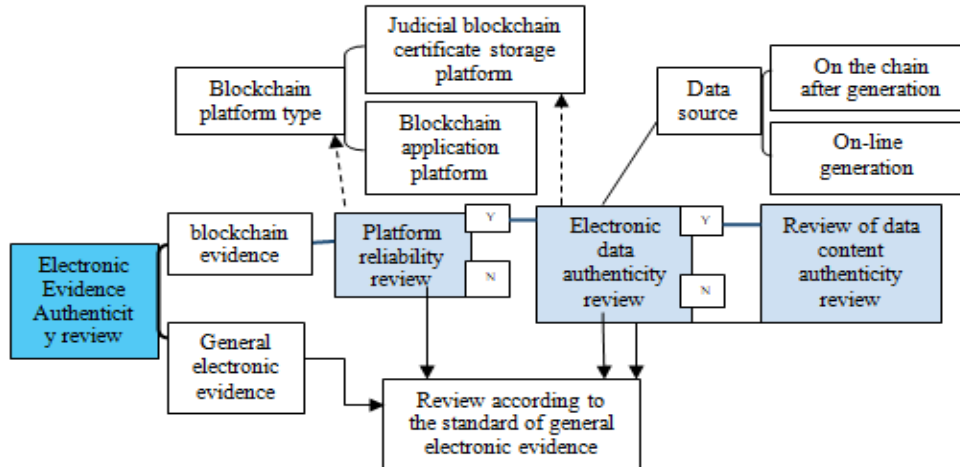 Judicial blockchain
certificate storage
platform
Blockchain
platform type
Blockchain
application
platform
Data
source
On the chain
after generation
On-line
generation
blockchain
evidence
Platform
reliability
review
Y
N
Electronic
data
authenticity
review
Y
N
Review of data
content
authenticity
review
Electronic
Evidence
Authenticit
y review
General
electronic
evidence
Review according to
the standard of general
electronic evidence